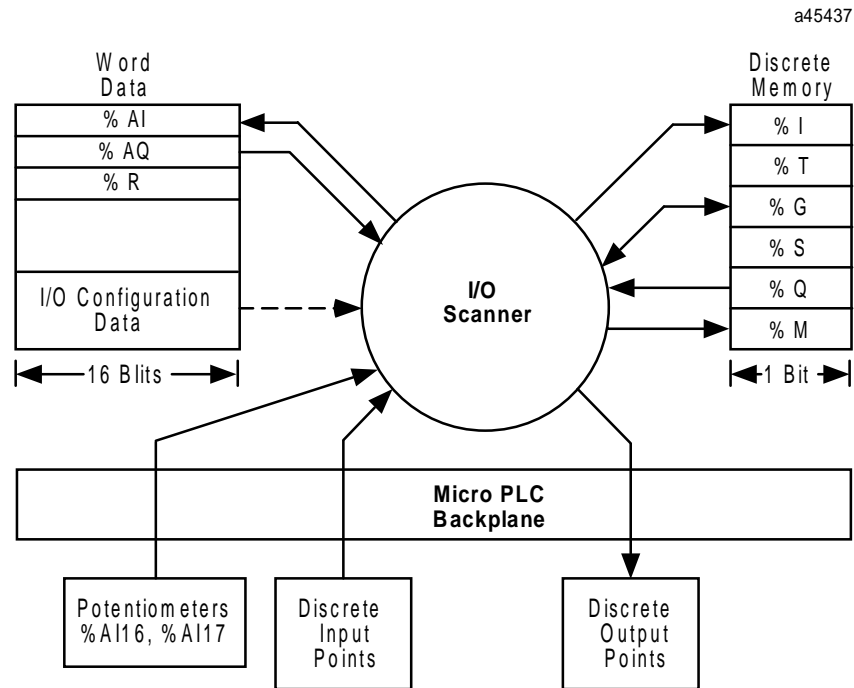 a45437
Word
Data
% AI
% AQ
% R
I/O Configuration
Data
16 Blits
I/O
Scanner
Discrete
Memory
% I
% T
% G
% S
% Q
% M
1 Bit
Micro PLC
Backplane
Potentiometers
%AI16, %AI17
Discrete
Input
Points
Discrete
Output
Points